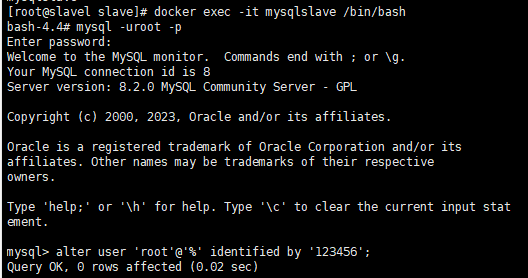 [root@slavel slave]# docker exec -it mysqlslave /bin/bash
bash-4.4# mysql -uroot -p
Enter password:
Welcome to the MySQL monitor.  Commands end with ; or \g.
Your MySQL connection id is 8
Server version: 8.2.0 MySQL Community Server - GPL
Copyright (c) 2000, 2023, Oracle and/or its affiliates.
Oracle is a registered trademark of Oracle Corporation and/or its
affiliates. Other names may be trademarks of their respective
owners.
Type 'help;' or '\h' for help. Type '\c' to clear the current input stat
ement.
mysql> alter user 'root'@'%' identified by '123456';
Query OK, 0 rows affected (0.02 sec)